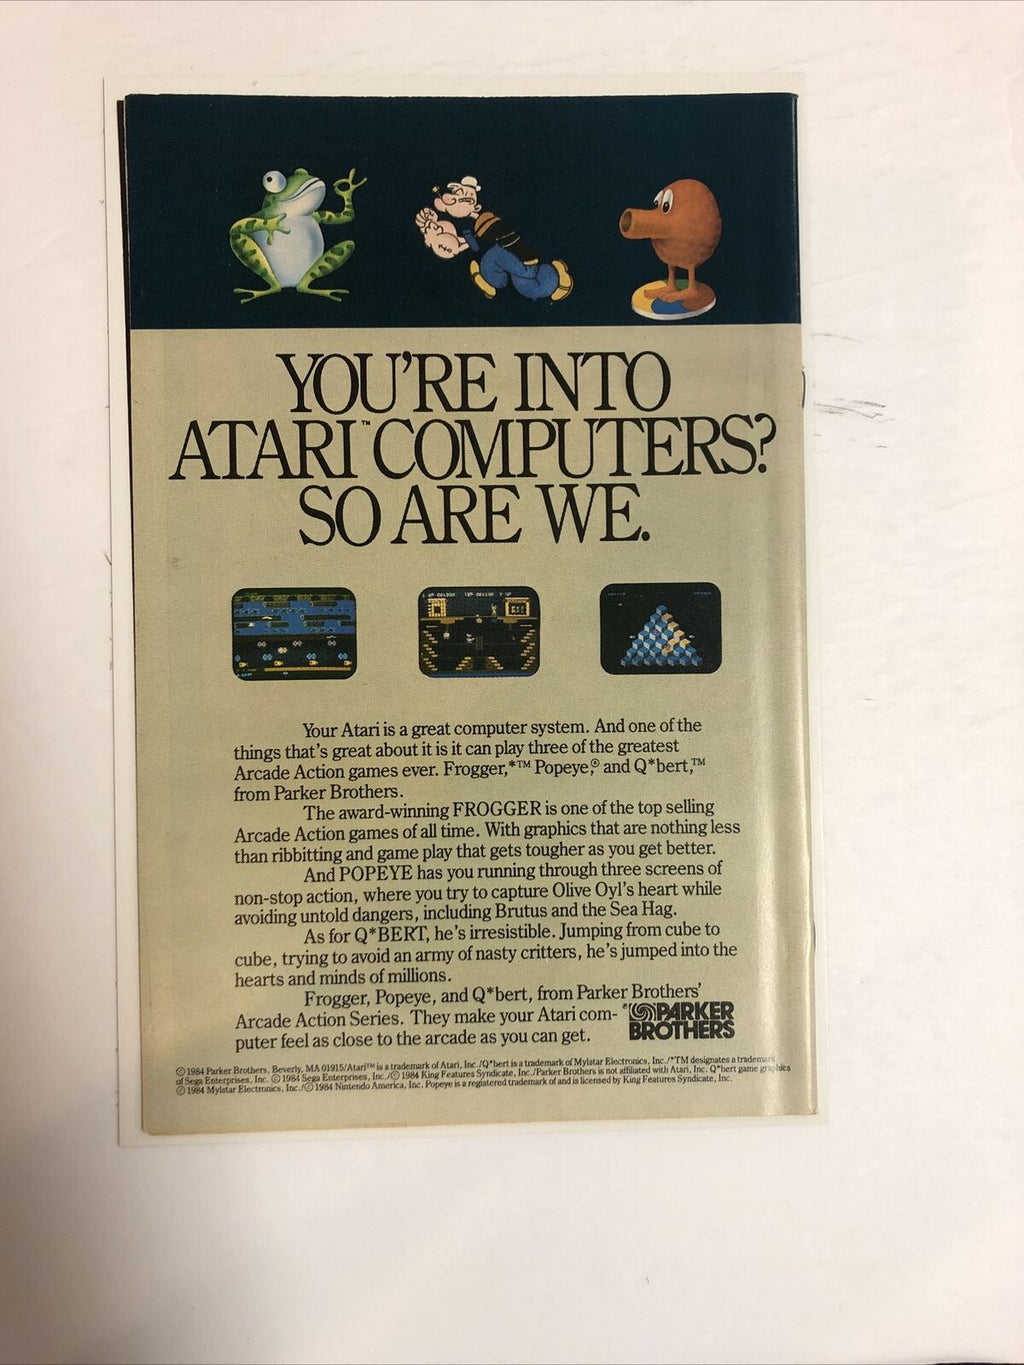 YOU'RE INTO
ATARI™ COMPUTERS?
SO ARE WE.
Your Atari is a great computer system. And one of the
things that's great about it is it can play three of the greatest
Arcade Action games ever. Frogger,*™ Popeye,® and Q*bert,™
from Parker Brothers.
The award-winning FROGGER is one of the top selling
Arcade Action games of all time. With graphics that are nothing less
than ribbitting and game play that gets tougher as you get better.
And POPEYE has you running through three screens of
non-stop action, where you try to capture Olive Oyl's heart while
avoiding untold dangers, including Brutus and the Sea Hag.
As for Q*BERT, he's irresistible. Jumping from cube to
cube, trying to avoid an army of nasty critters, he's jumped into the
hearts and minds of millions.
Frogger, Popeye, and Q*bert, from Parker Brothers'
Arcade Action Series. They make your Atari com-
puter feel as close to the arcade as you can get.
PARKER
BROTHERS
© 1984 Parker Brothers, Beverly, MA 01915/Atari™ is a trademark of Atari, Inc./Q*bert is a trademark of Mylstar Electronics, Inc./*TM designates a trademark
of Sega Enterprises, Inc. © 1984 Sega Enterprises, Inc./© 1984 King Features Syndicate, Inc./Parker Brothers is not affiliated with Atari, Inc. Q*bert game graphics
© 1984 Mylstar Electronics, Inc./© 1984 Nintendo America, Inc. Popeye is a registered trademark of and is licensed by King Features Syndicate, Inc.